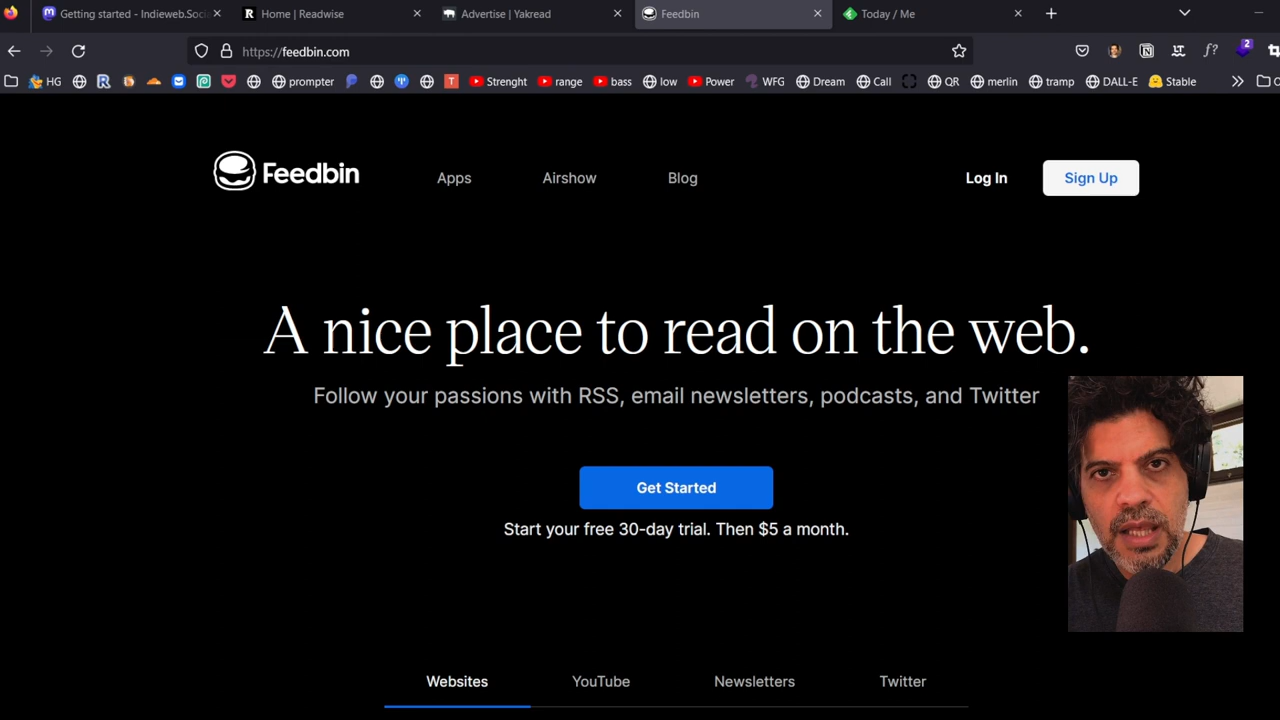 Getting started - Indieweb.Soci
Home | Readwise
Advertise | Yakread
Feedbin
Today / Me
https://feedbin.com
2
HG
prompter
Strenght
range
bass
low
Power
WFG
Dream
Call
QR
merlin
tramp
DALL-E
Stable
Feedbin
Apps
Airshow
Blog
Log In
Sign Up
A nice place to read on the web.
Follow your passions with RSS, email newsletters, podcasts, and Twitter
Get Started
Start your free 30-day trial. Then $5 a month.
Websites
YouTube
Newsletters
Twitter